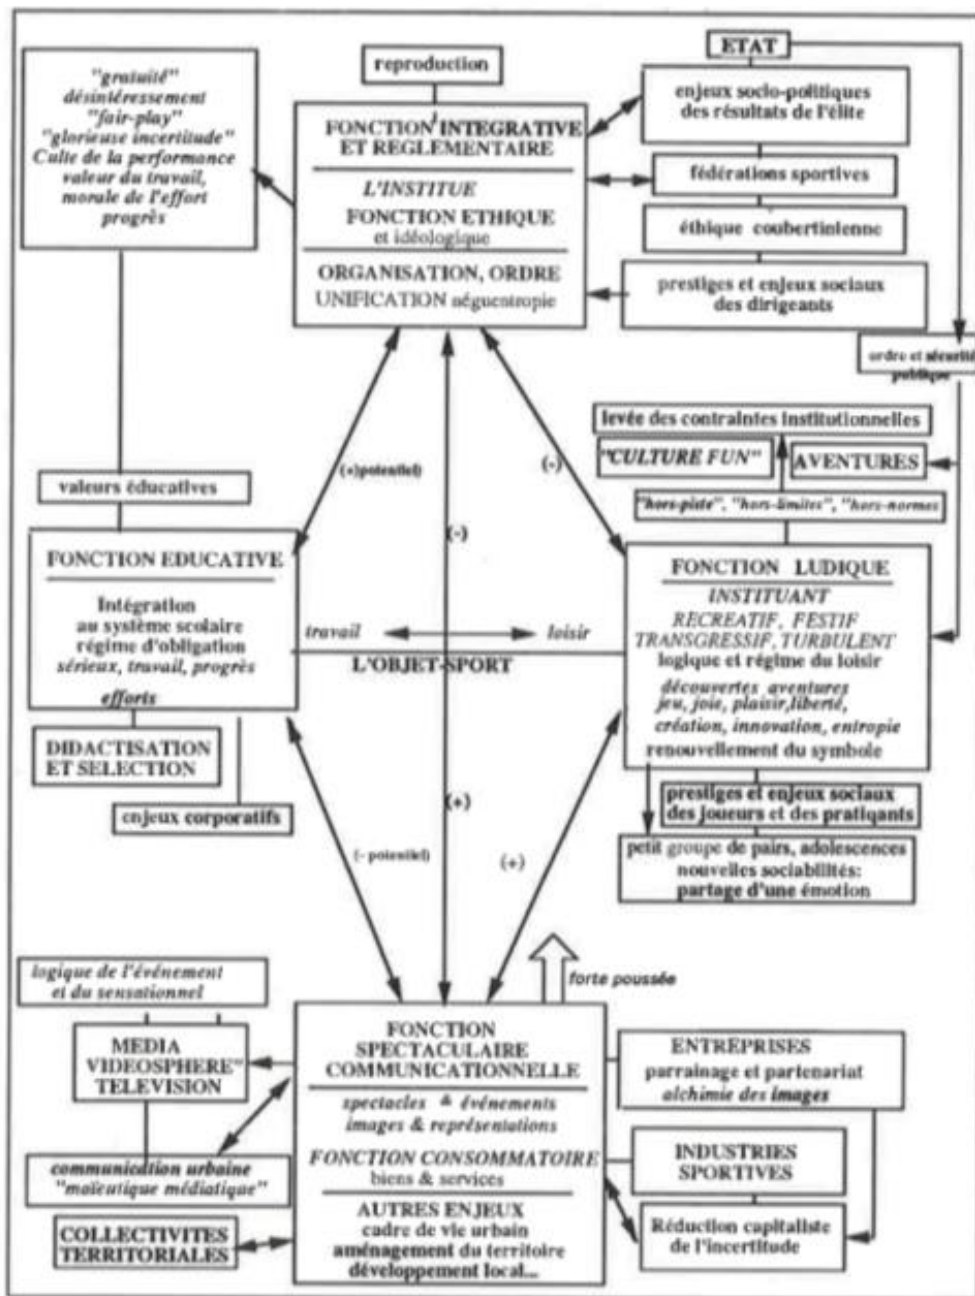 "gratuité"
désintéressement
"fair-play"
"glorieuse incertitude"
Culte de la performance
valeur du travail,
morale de l'effort
progrès
reproduction
FONCTION INTEGRATIVE
ET REGLEMENTAIRE
L'INSTITUE
FONCTION ETHIQUE
et idéologique
ORGANISATION, ORDRE
UNIFICATION néguentropie
ETAT
enjeux socio-politiques
des résultats de l'élite
fédérations sportives
éthique coubertinienne
prestiges et enjeux sociaux
des dirigeants
ordre et sécurité
publique
levée des contraintes institutionnelles
"CULTURE FUN"
AVENTURES
"hors-piste", "hors-limites", "hors-normes
(+)potentiel)
(-)
(-)
valeurs éducatives
FONCTION EDUCATIVE
Intégration
au système scolaire
régime d'obligation
sérieux, travail, progrès
efforts
DIDACTISATION
ET SELECTION
enjeux corporatifs
travail
loisir
L'OBJET-SPORT
FONCTION LUDIQUE
INSTITUANT
RECREATIF, FESTIF
TRANSGRESSIF, TURBULENT
logique et régime du loisir
découvertes aventures
jeu, joie, plaisir,liberté,
création, innovation, entropie
renouvellement du symbole
prestiges et enjeux sociaux
des joueurs et des pratiqants
petit groupe de pairs, adolescences
nouvelles sociabilités:
partage d'une émotion
(+)
(- potentiel)
(+)
forte poussée
logique de l'événement
et du sensationnel
MEDIA
VIDEOSPHERE"
TELEVISION
communication urbaine
"maïeutique médiatique"
COLLECTIVITES
TERRITORIALES
FONCTION
SPECTACULAIRE
COMMUNICATIONNELLE
spectacles & événements
images & représentations
FONCTION CONSOMMATOIRE
biens & services
AUTRES ENJEUX
cadre de vie urbain
aménagement du territoire
développement local...
ENTREPRISES
parrainage et partenariat
alchimie des images
INDUSTRIES
SPORTIVES
Réduction capitaliste
de l'incertitude